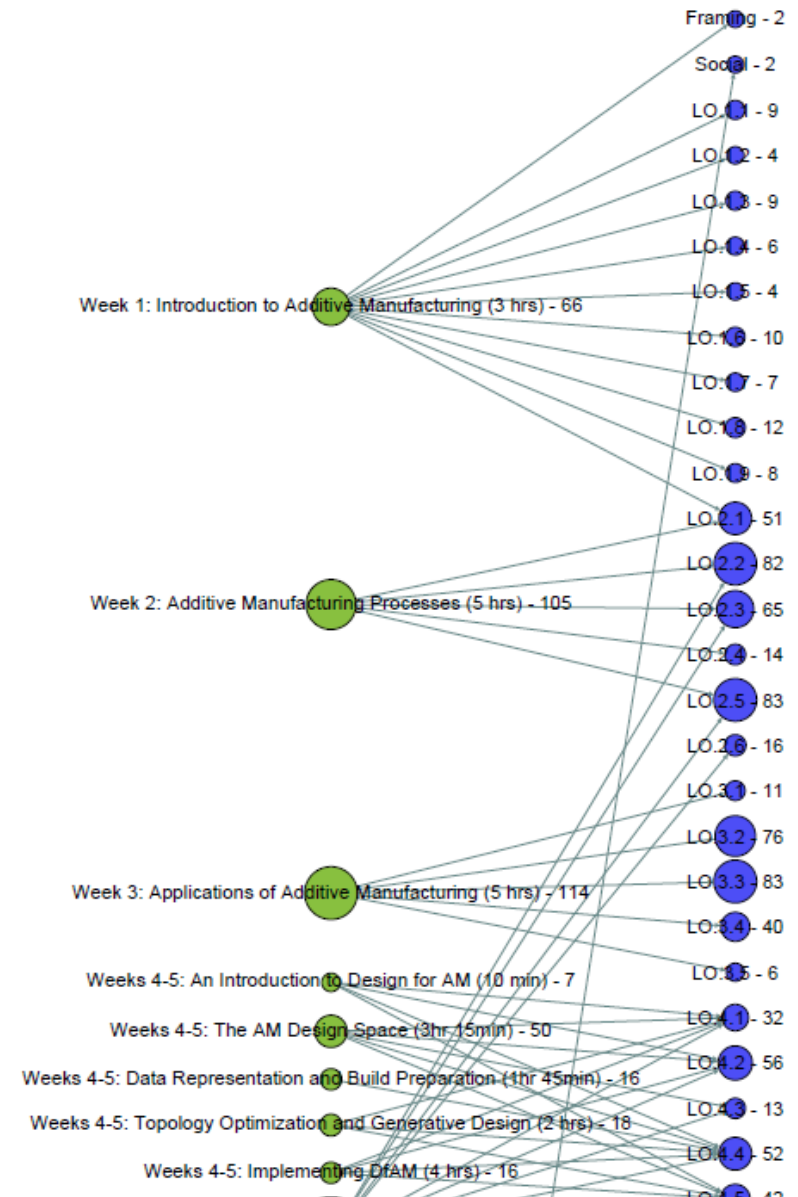 Framing - 2
Social - 2
LO.1.1 - 9
LO.1.2 - 4
LO.1.3 - 9
LO.1.4 - 6
LO.1.5 - 4
Week 1: Introduction to Additive Manufacturing (3 hrs) - 66
LO.1.6 - 10
LO.1.7 - 7
LO.1.8 - 12
LO.1.9 - 8
LO.2.1 - 51
LO.2.2 - 82
Week 2: Additive Manufacturing Processes (5 hrs) - 105
LO.2.3 - 65
LO.2.4 - 14
LO.2.5 - 83
LO.2.6 - 16
LO.3.1 - 11
LO.3.2 - 76
LO.3.3 - 83
Week 3: Applications of Additive Manufacturing (5 hrs) - 114
LO.3.4 - 40
LO.3.5 - 6
Weeks 4-5: An Introduction to Design for AM (10 min) - 7
LO.4.1 - 32
Weeks 4-5: The AM Design Space (3hr 15min) - 50
LO.4.2 - 56
Weeks 4-5: Data Representation and Build Preparation (1hr 45min) - 16
LO.4.3 - 13
Weeks 4-5: Topology Optimization and Generative Design (2 hrs) - 18
LO.4.4 - 52
Weeks 4-5: Implementing DfAM (4 hrs) - 16